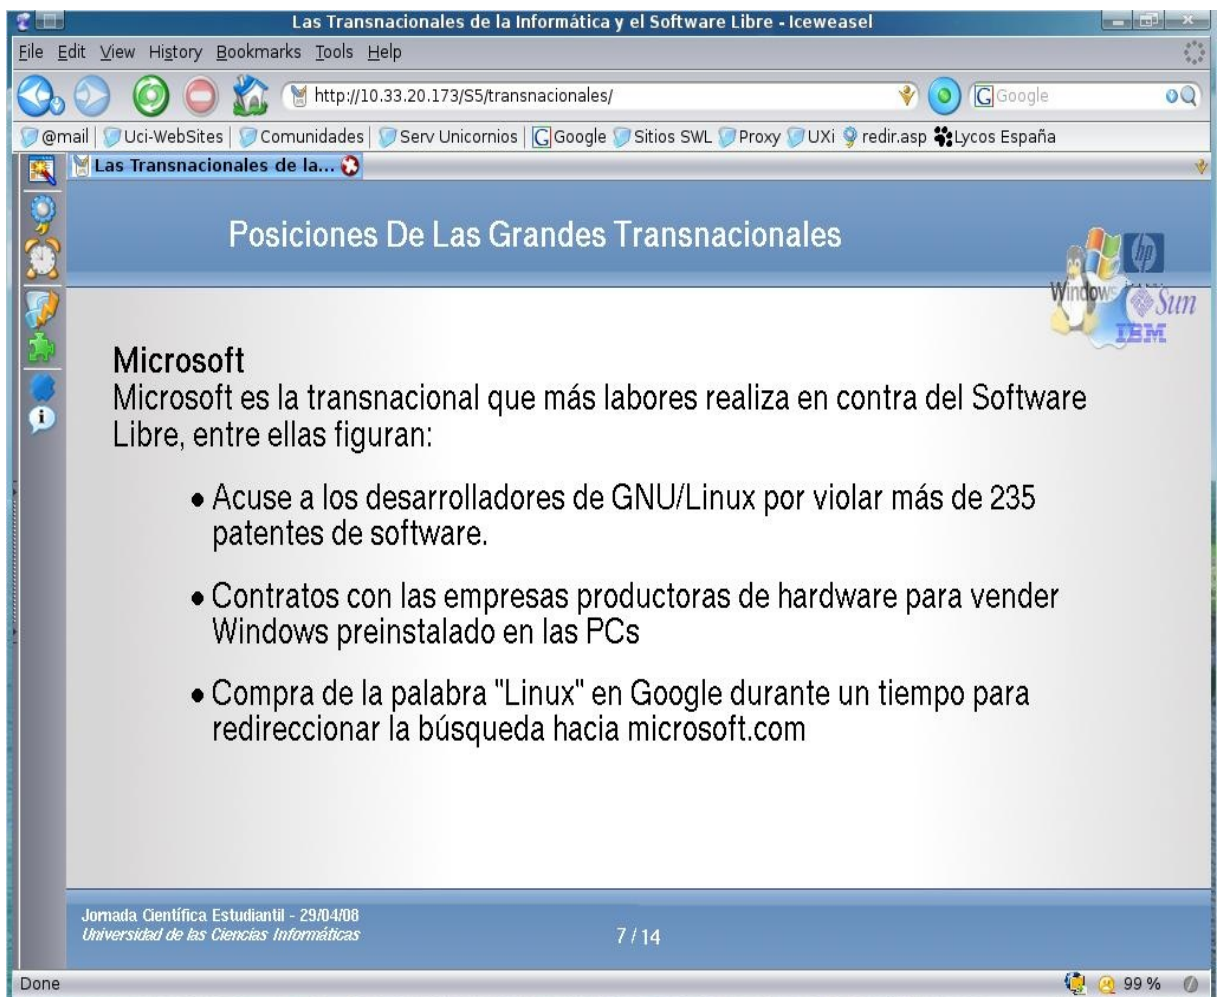 Las Transnacionales de la Informática y el Software Libre - Iceweasel
File Edit View History Bookmarks Tools Help
http://10.33.20.173/S5/transnacionales/
Google
@mail Uci-WebSites Comunidades Serv Unicornios Google Sitios SWL Proxy UXi redir.asp Lycos España
Las Transnacionales de la...
Posiciones De Las Grandes Transnacionales
hp
Windows
Sun
IBM
Microsoft
Microsoft es la transnacional que más labores realiza en contra del Software
Libre, entre ellas figuran:
• Acuse a los desarrolladores de GNU/Linux por violar más de 235
patentes de software.
• Contratos con las empresas productoras de hardware para vender
Windows preinstalado en las PCs
• Compra de la palabra "Linux" en Google durante un tiempo para
redireccionar la búsqueda hacia microsoft.com
Jornada Científica Estudiantil - 29/04/08
Universidad de las Ciencias Informáticas
7 / 14
Done
99 %